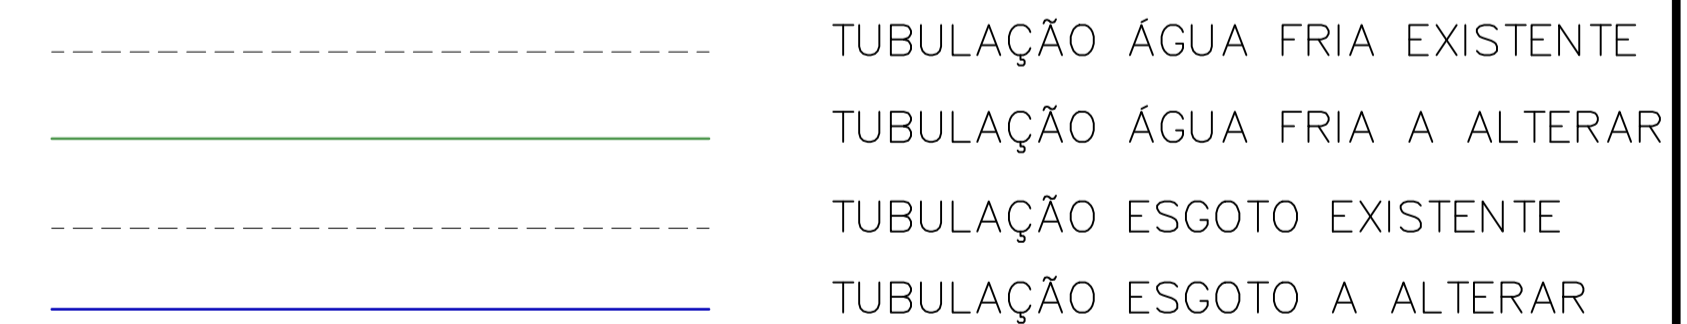 TUBULAÇÃO ÁGUA FRIA EXISTENTE
TUBULAÇÃO ÁGUA FRIA A ALTERAR
TUBULAÇÃO ESGOTO EXISTENTE
TUBULAÇÃO ESGOTO A ALTERAR